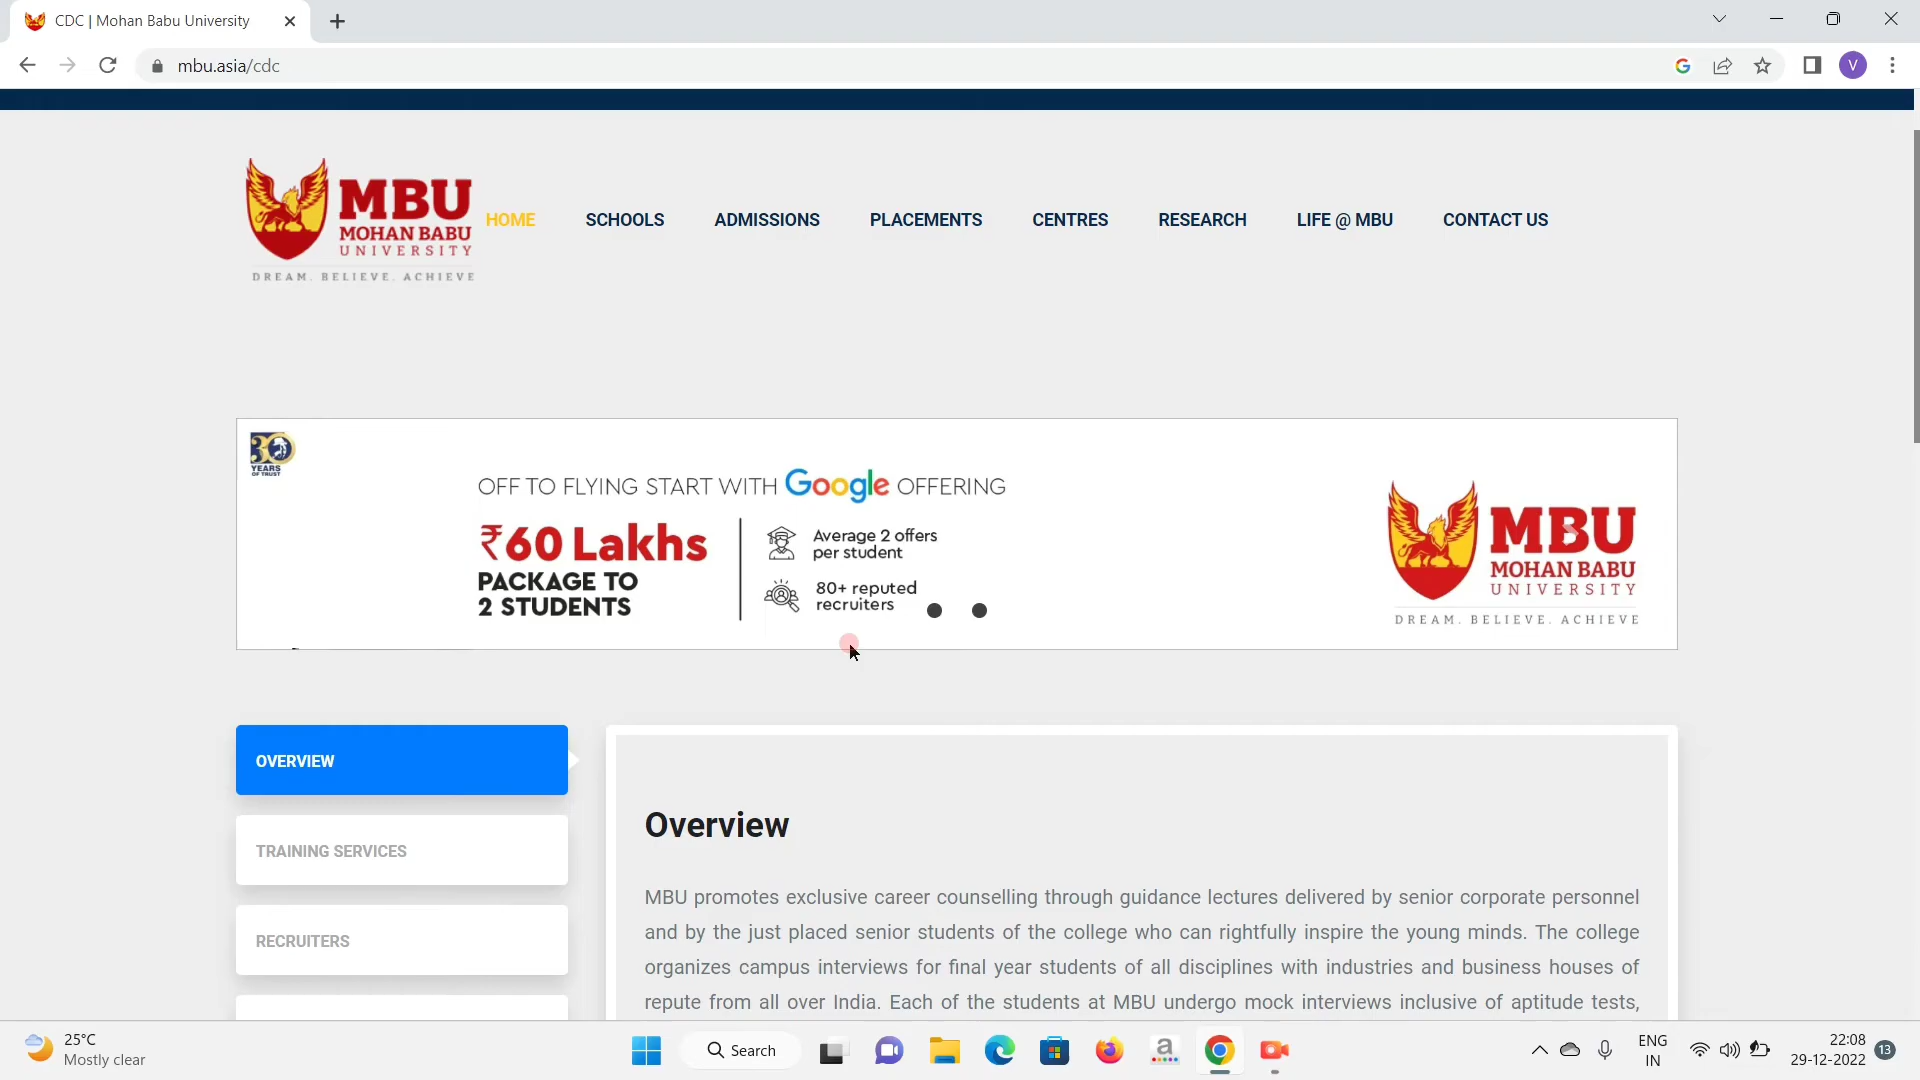 CDC | Mohan Babu University
mbu.asia/cdc
V
MBU
MOHAN BABU
UNIVERSITY
DREAM. BELIEVE. ACHIEVE
HOME SCHOOLS ADMISSIONS PLACEMENTS CENTRES RESEARCH LIFE @ MBU CONTACT US
30
YEARS
OF TRUST
OFF TO FLYING START WITH Google OFFERING
₹60 Lakhs
PACKAGE TO
2 STUDENTS
Average 2 offers
per student
80+ reputed
recruiters
MBU
MOHAN BABU
UNIVERSITY
DREAM. BELIEVE. ACHIEVE
OVERVIEW
TRAINING SERVICES
RECRUITERS
Overview
MBU promotes exclusive career counselling through guidance lectures delivered by senior corporate personnel
and by the just placed senior students of the college who can rightfully inspire the young minds. The college
organizes campus interviews for final year students of all disciplines with industries and business houses of
repute from all over India. Each of the students at MBU undergo mock interviews inclusive of aptitude tests,
25°C
Mostly clear
Search
a
ENG
IN
22:08
29-12-2022
13